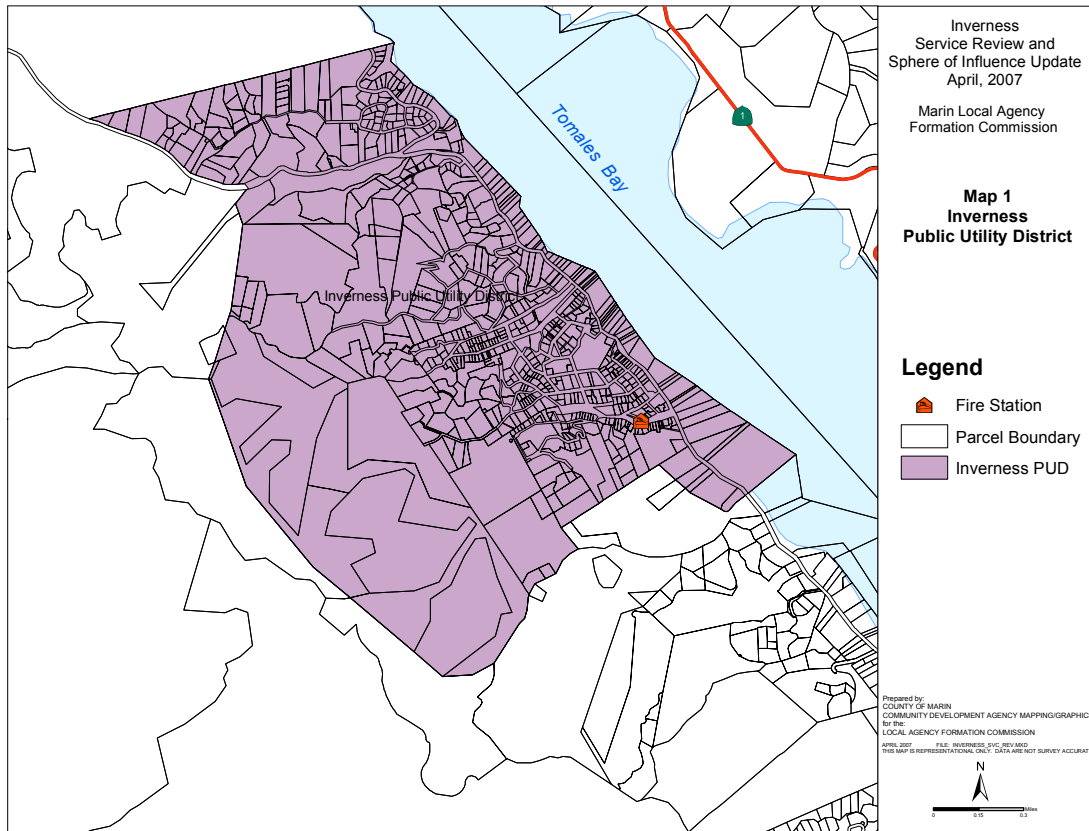 Inverness
Service Review and
Sphere of Influence Update
April, 2007
Marin Local Agency
Formation Commission
Map 1
Inverness
Public Utility District
Tomales Bay
1
Inverness Public Utility District
Legend
Fire Station
Parcel Boundary
Inverness PUD
Prepared by:
COUNTY OF MARIN
COMMUNITY DEVELOPMENT AGENCY MAPPING/GRAPHIC
for the:
LOCAL AGENCY FORMATION COMMISSION
APRIL 2007 FILE: INVERNESS_SVC_REV.MXD
THIS MAP IS REPRESENTATIONAL ONLY. DATA ARE NOT SURVEY ACCURAT
N
Miles
0 0.15 0.3